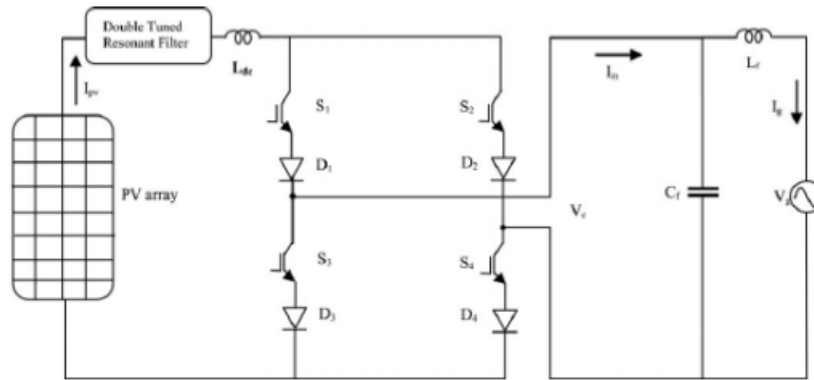 Double Tuned
Resonant Filter
Ldc
Ipv
S1
S2
D1
D2
PV array
S3
S4
D3
D4
Iin
Lf
Ig
Vc
Cf
Vg